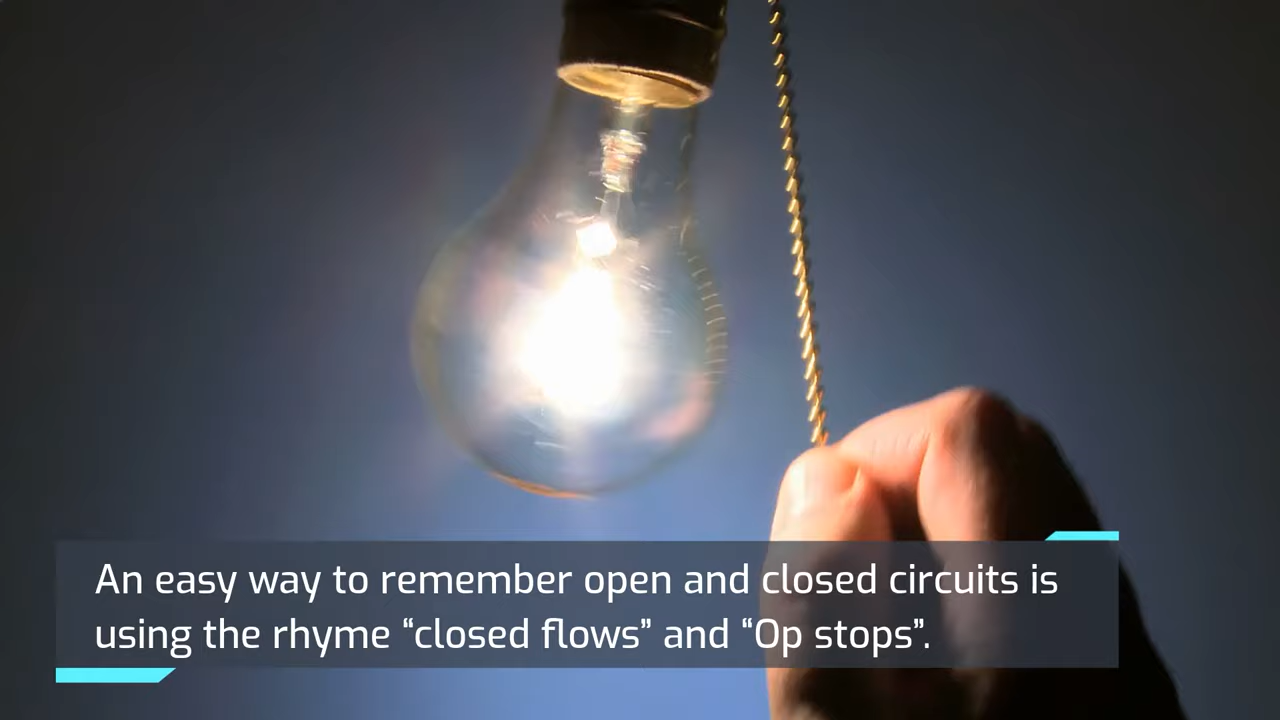 An easy way to remember open and closed circuits is
using the rhyme “closed flows” and “Op stops”.